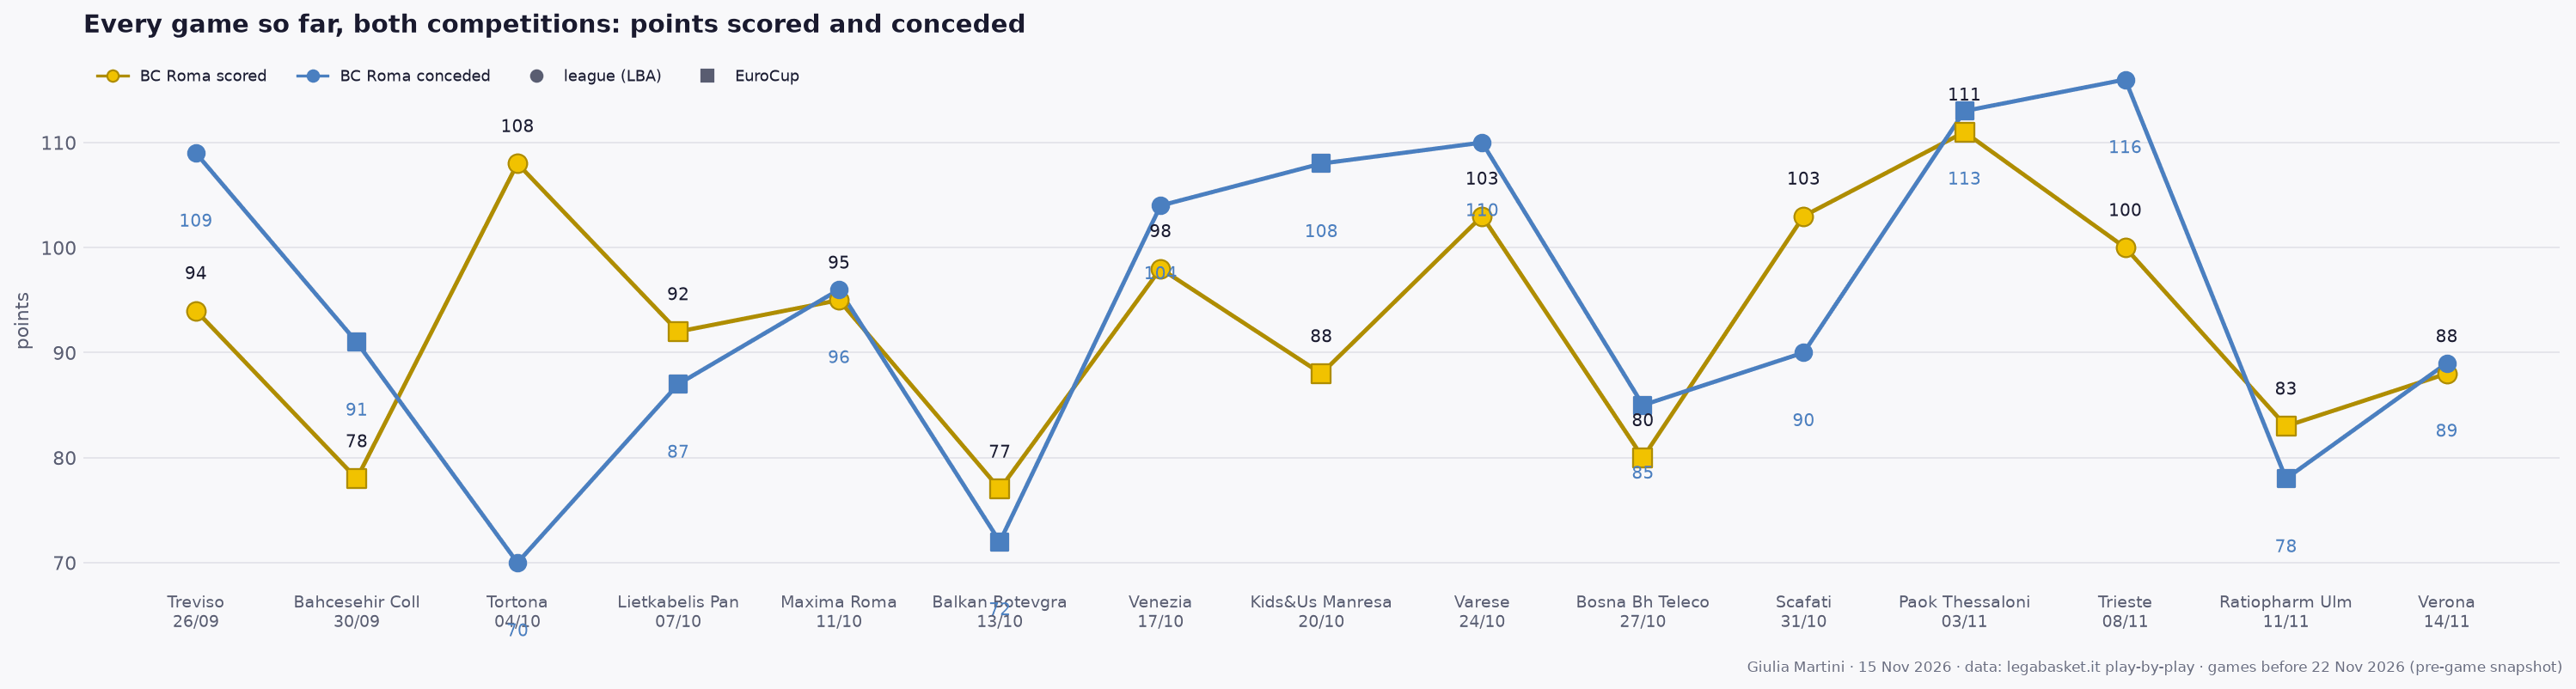 Every game so far, both competitions: points scored and conceded
BC Roma scored BC Roma conceded league (LBA) EuroCup
points
110
100
90
80
70
109
94
91
78
108
70
92
87
95
96
77
72
98
104
88
108
103
110
80
85
103
90
111
113
116
100
83
78
88
89
Treviso
26/09
Bahcesehir Coll
30/09
Tortona
04/10
Lietkabelis Pan
07/10
Maxima Roma
11/10
Balkan Botevgra
13/10
Venezia
17/10
Kids&Us Manresa
20/10
Varese
24/10
Bosna Bh Teleco
27/10
Scafati
31/10
Paok Thessaloni
03/11
Trieste
08/11
Ratiopharm Ulm
11/11
Verona
14/11
Giulia Martini · 15 Nov 2026 · data: legabasket.it play-by-play · games before 22 Nov 2026 (pre-game snapshot)